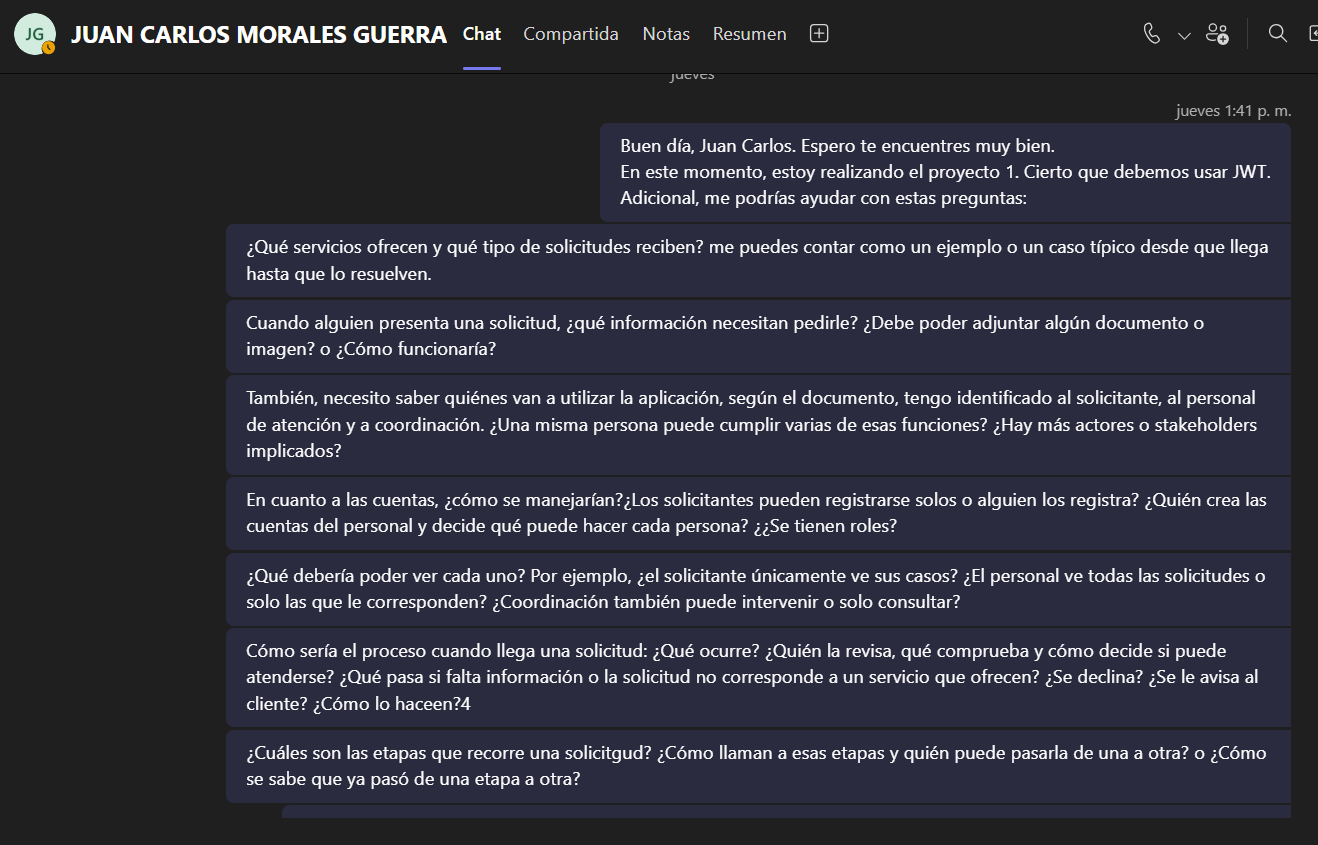 JG
JUAN CARLOS MORALES GUERRA Chat Compartida Notas Resumen
jueves
jueves 1:41 p. m.
Buen día, Juan Carlos. Espero te encuentres muy bien.
En este momento, estoy realizando el proyecto 1. Cierto que debemos usar JWT.
Adicional, me podrías ayudar con estas preguntas:
¿Qué servicios ofrecen y qué tipo de solicitudes reciben? me puedes contar como un ejemplo o un caso típico desde que llega
hasta que lo resuelven.
Cuando alguien presenta una solicitud, ¿qué información necesitan pedirle? ¿Debe poder adjuntar algún documento o
imagen? o ¿Cómo funcionaría?
También, necesito saber quiénes van a utilizar la aplicación, según el documento, tengo identificado al solicitante, al personal
de atención y a coordinación. ¿Una misma persona puede cumplir varias de esas funciones? ¿Hay más actores o stakeholders
implicados?
En cuanto a las cuentas, ¿cómo se manejarían?¿Los solicitantes pueden registrarse solos o alguien los registra? ¿Quién crea las
cuentas del personal y decide qué puede hacer cada persona? ¿¿Se tienen roles?
¿Qué debería poder ver cada uno? Por ejemplo, ¿el solicitante únicamente ve sus casos? ¿El personal ve todas las solicitudes o
solo las que le corresponden? ¿Coordinación también puede intervenir o solo consultar?
Cómo sería el proceso cuando llega una solicitud: ¿Qué ocurre? ¿Quién la revisa, qué comprueba y cómo decide si puede
atenderse? ¿Qué pasa si falta información o la solicitud no corresponde a un servicio que ofrecen? ¿Se declina? ¿Se le avisa al
cliente? ¿Cómo lo haceen?4
¿Cuáles son las etapas que recorre una solicitgud? ¿Cómo llaman a esas etapas y quién puede pasarla de una a otra? o ¿Cómo
se sabe que ya pasó de una etapa a otra?